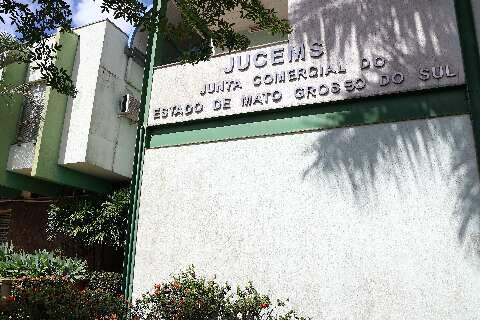 JUCEMS
JUNTA COMERCIAL DO
ESTADO DE MATO GROSSO DO SUL